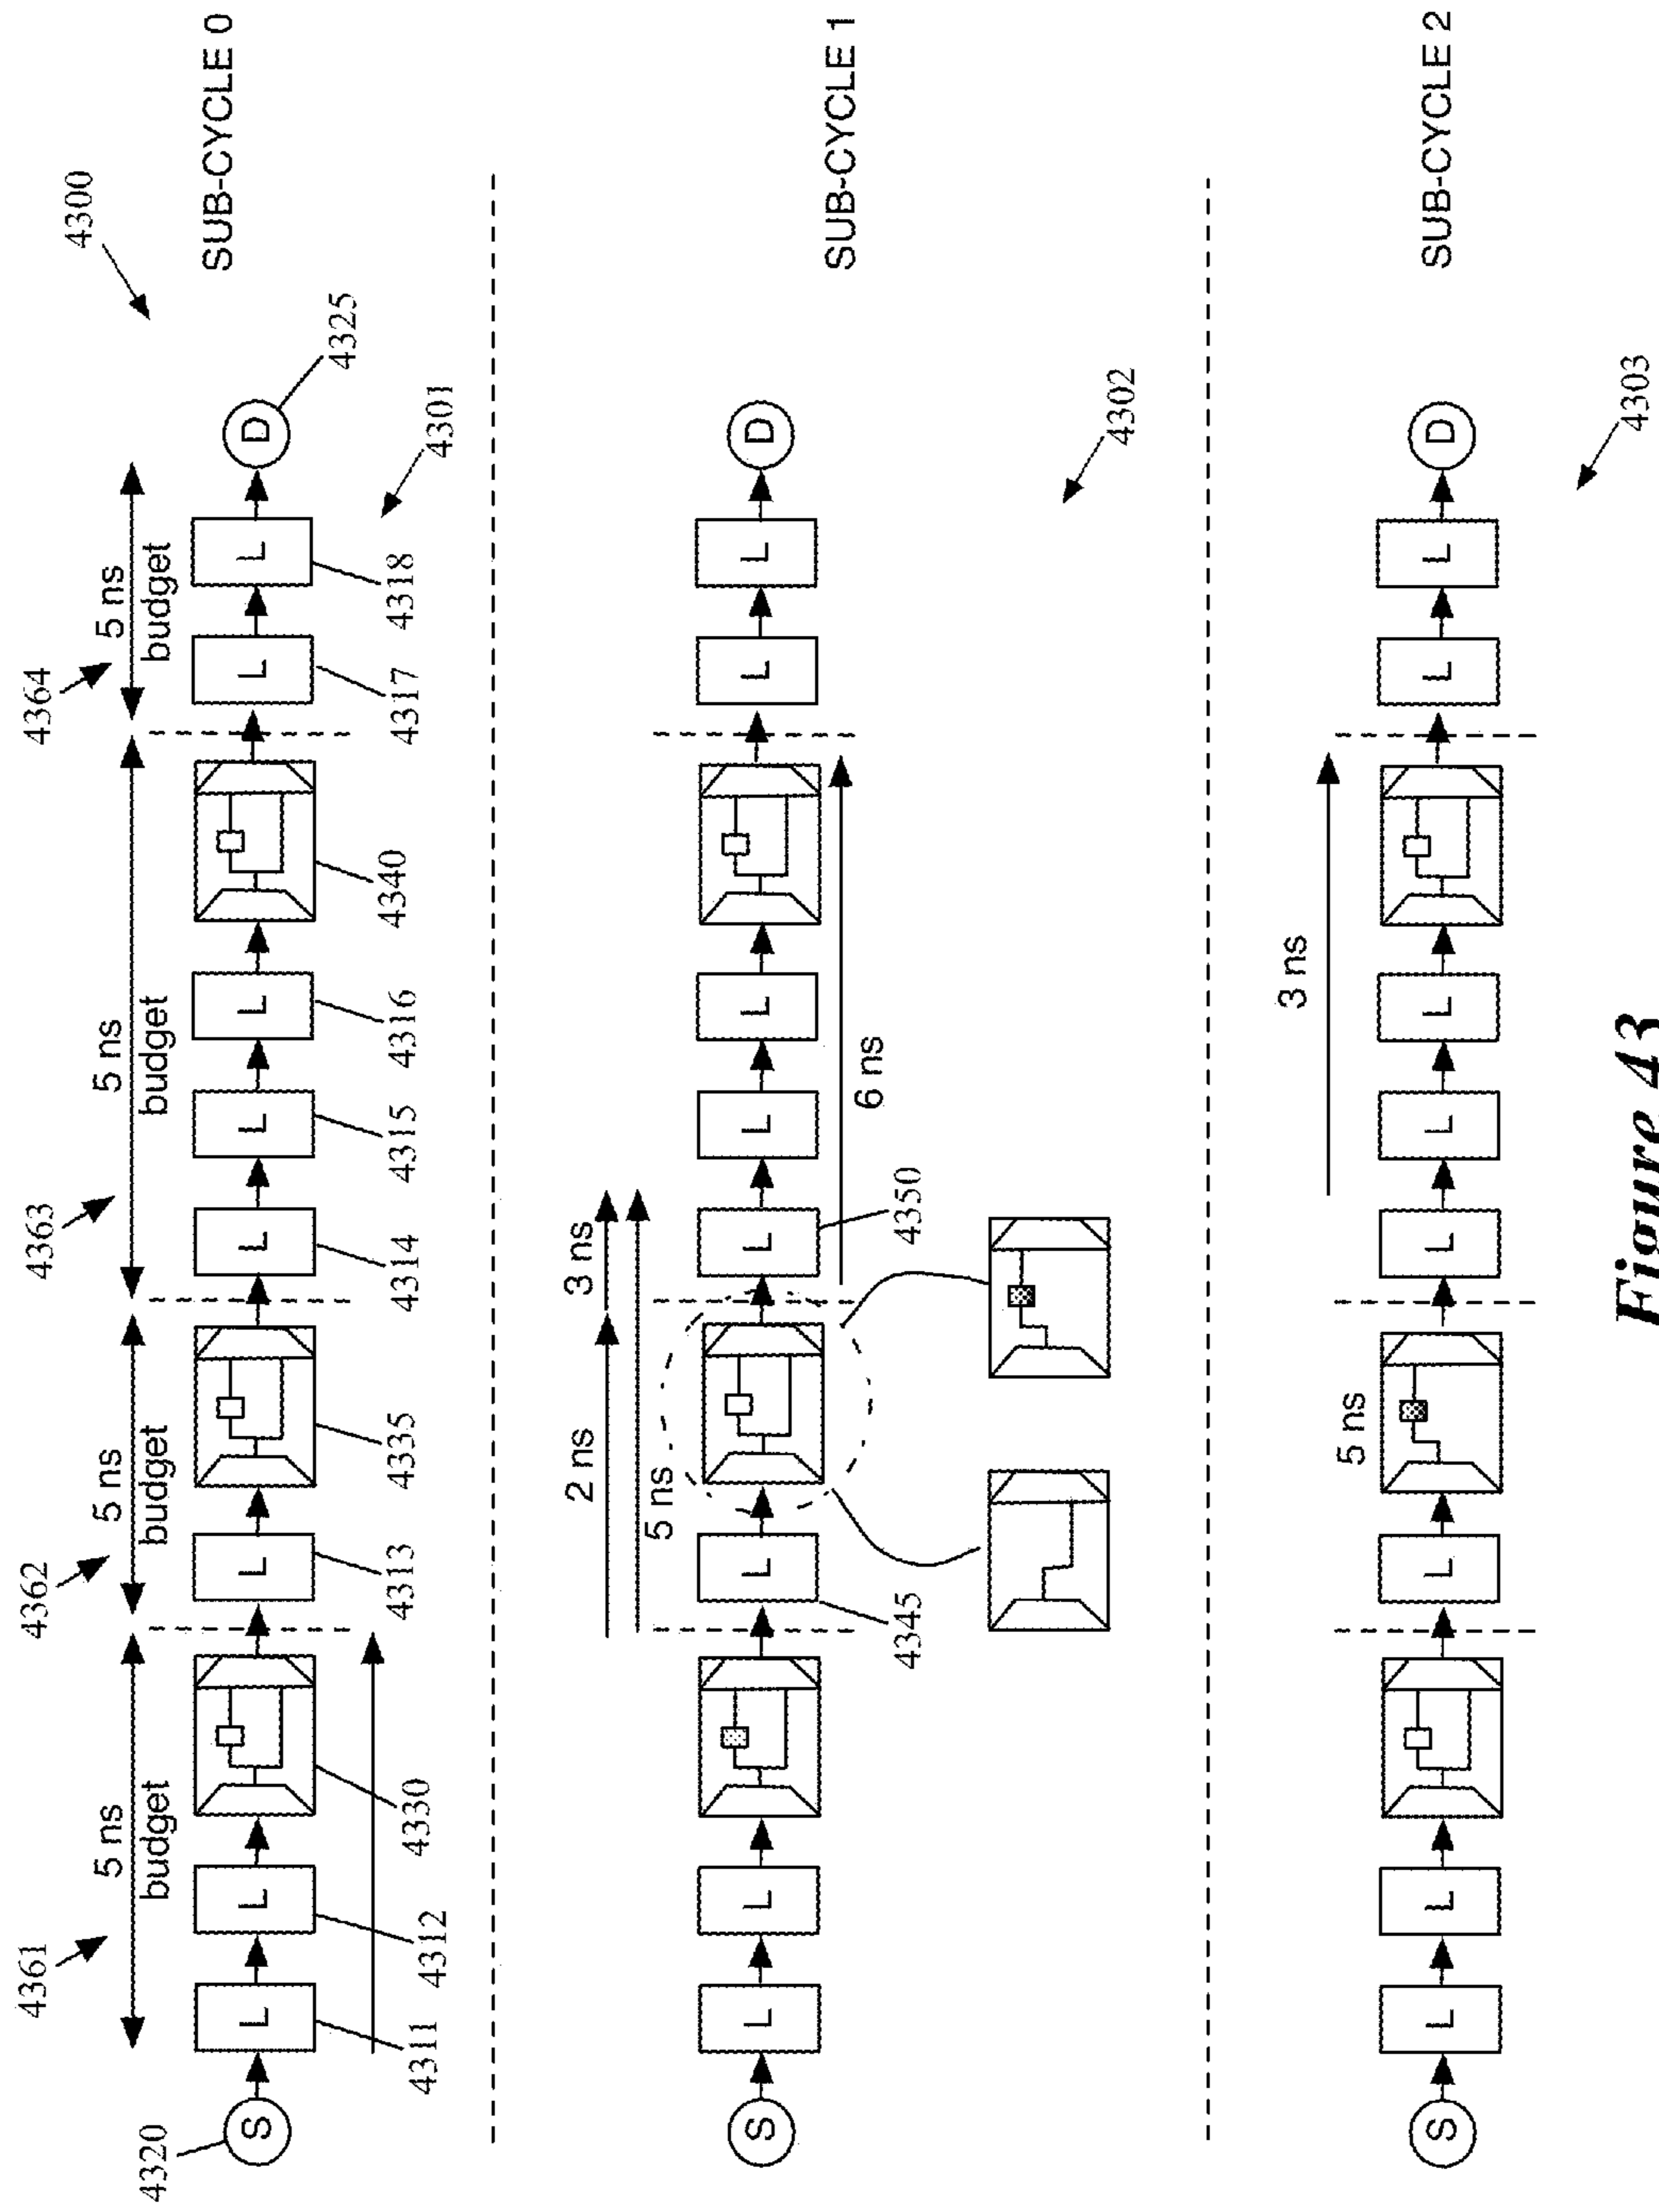 4300
4361
4362
4363
4364
5 ns
budget
5 ns
budget
5 ns
budget
5 ns
budget
4320
S
L
L
L
L
L
L
L
L
D
SUB-CYCLE 0
4311
4312
4330
4313
4335
4314
4315
4316
4340
4317
4318
4325
4301
2 ns
3 ns
5 ns
S
L
L
L
L
L
L
L
L
D
SUB-CYCLE 1
4345
4350
6 ns
4302
3 ns
5 ns
S
L
L
L
L
L
L
L
L
D
SUB-CYCLE 2
4303
Figure 43